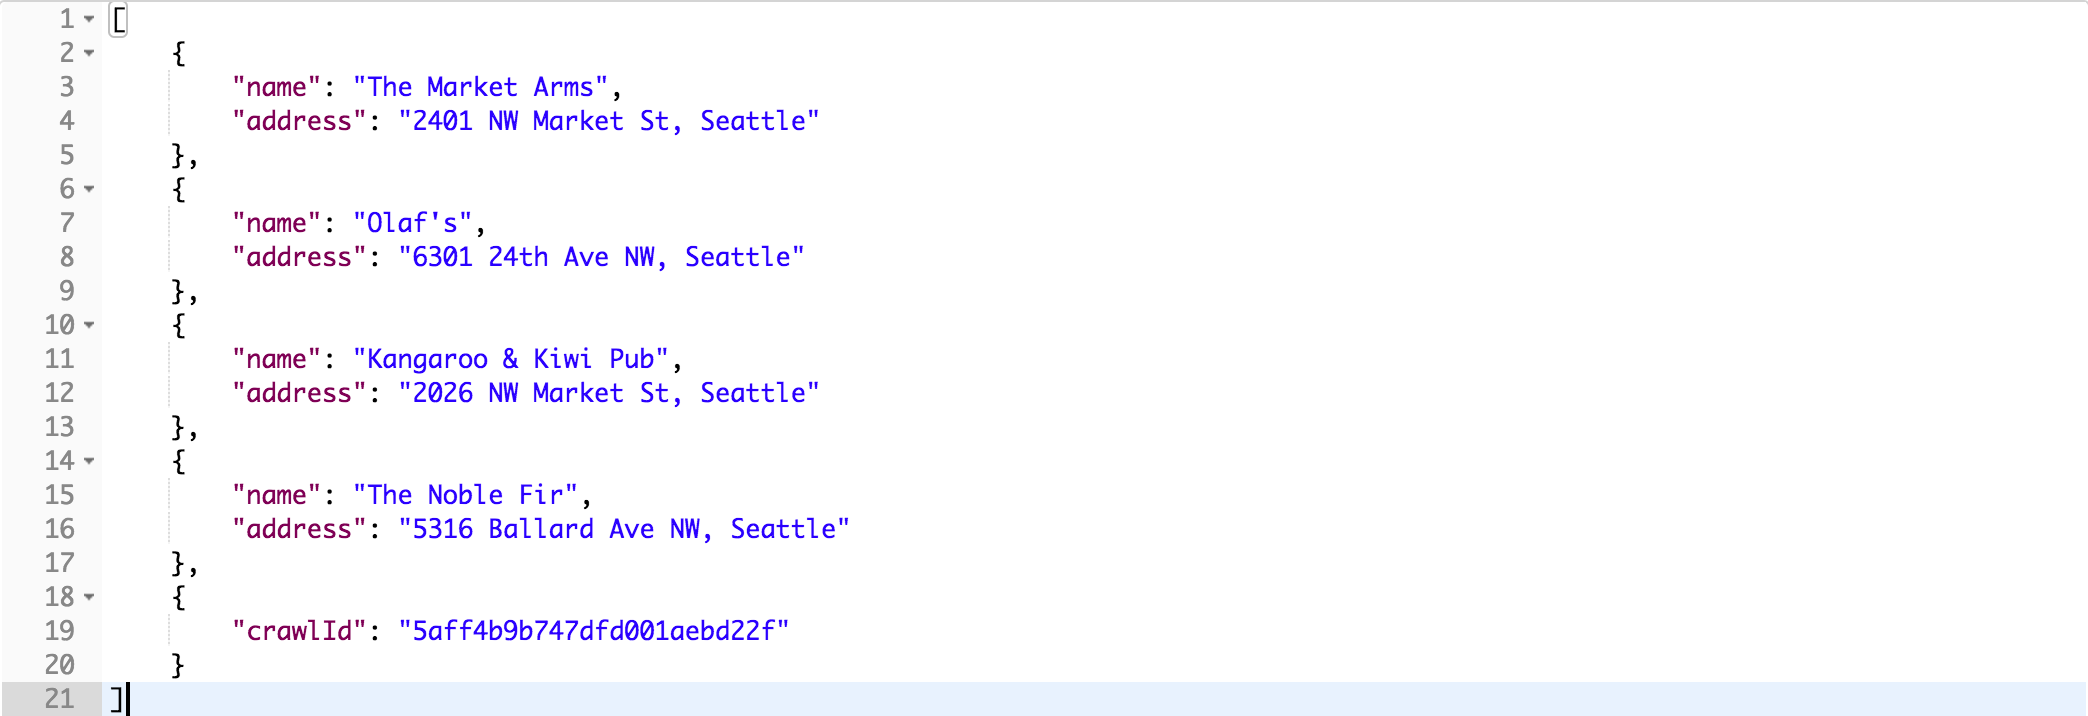 1 [
2 {
3 "name": "The Market Arms",
4 "address": "2401 NW Market St, Seattle"
5 },
6 {
7 "name": "Olaf's",
8 "address": "6301 24th Ave NW, Seattle"
9 },
10 {
11 "name": "Kangaroo & Kiwi Pub",
12 "address": "2026 NW Market St, Seattle"
13 },
14 {
15 "name": "The Noble Fir",
16 "address": "5316 Ballard Ave NW, Seattle"
17 },
18 {
19 "crawlId": "5aff4b9b747dfd001aebd22f"
20 }
21 ]